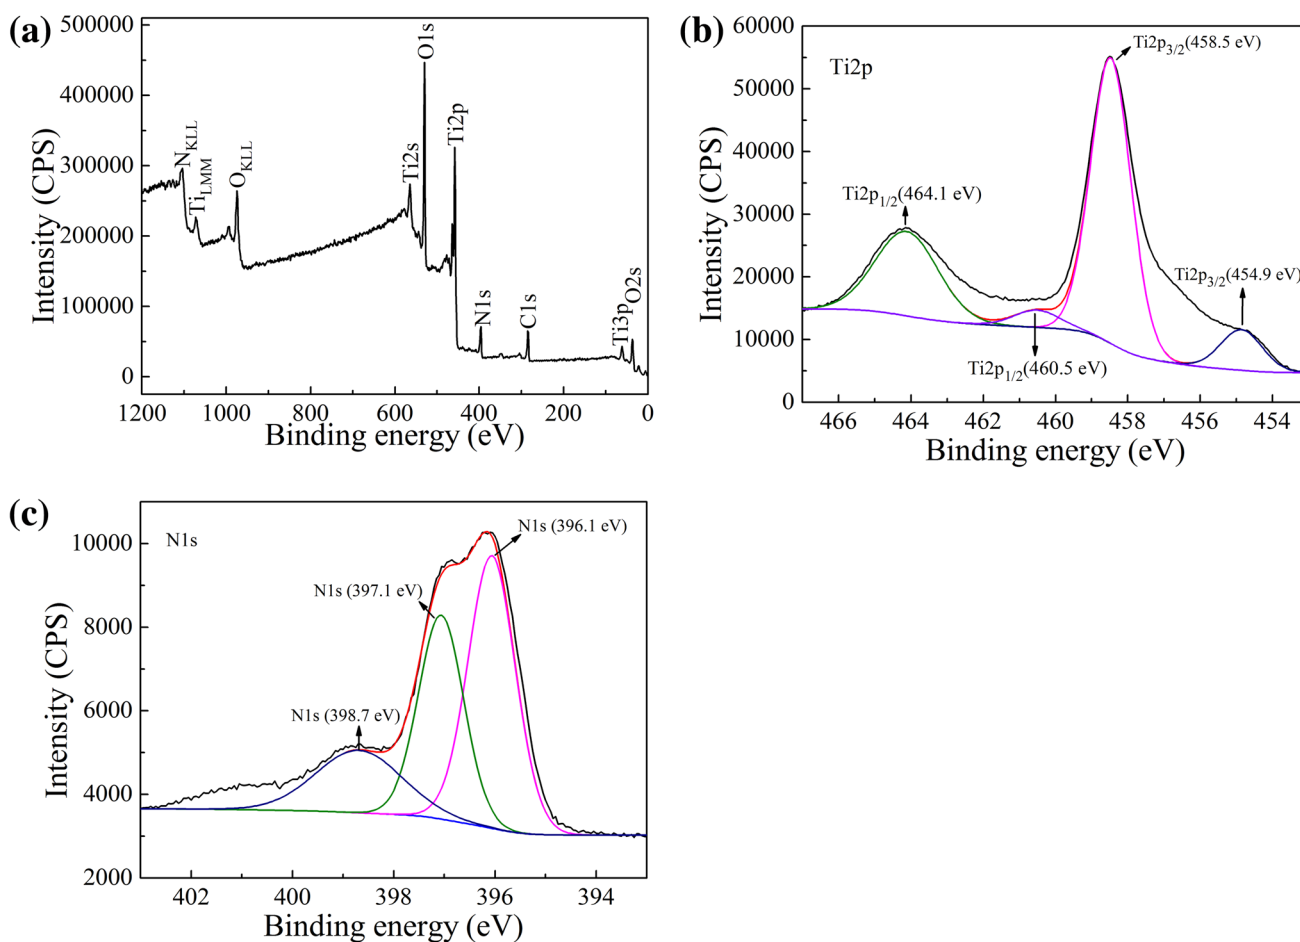 (a)
500000
400000
300000
200000
100000
0
Intensity (CPS)
N_KLL
Ti_LMM
O_KLL
Ti2s
O1s
Ti2p
N1s
C1s
Ti3p
O2s
1200 1000 800 600 400 200 0
Binding energy (eV)
(b)
60000
50000
40000
30000
20000
10000
0
Intensity (CPS)
Ti2p
Ti2p3/2(458.5 eV)
Ti2p1/2(464.1 eV)
Ti2p3/2(454.9 eV)
Ti2p1/2(460.5 eV)
466 464 462 460 458 456 454
Binding energy (eV)
(c)
10000
8000
6000
4000
2000
Intensity (CPS)
N1s
N1s (396.1 eV)
N1s (397.1 eV)
N1s (398.7 eV)
402 400 398 396 394
Binding energy (eV)